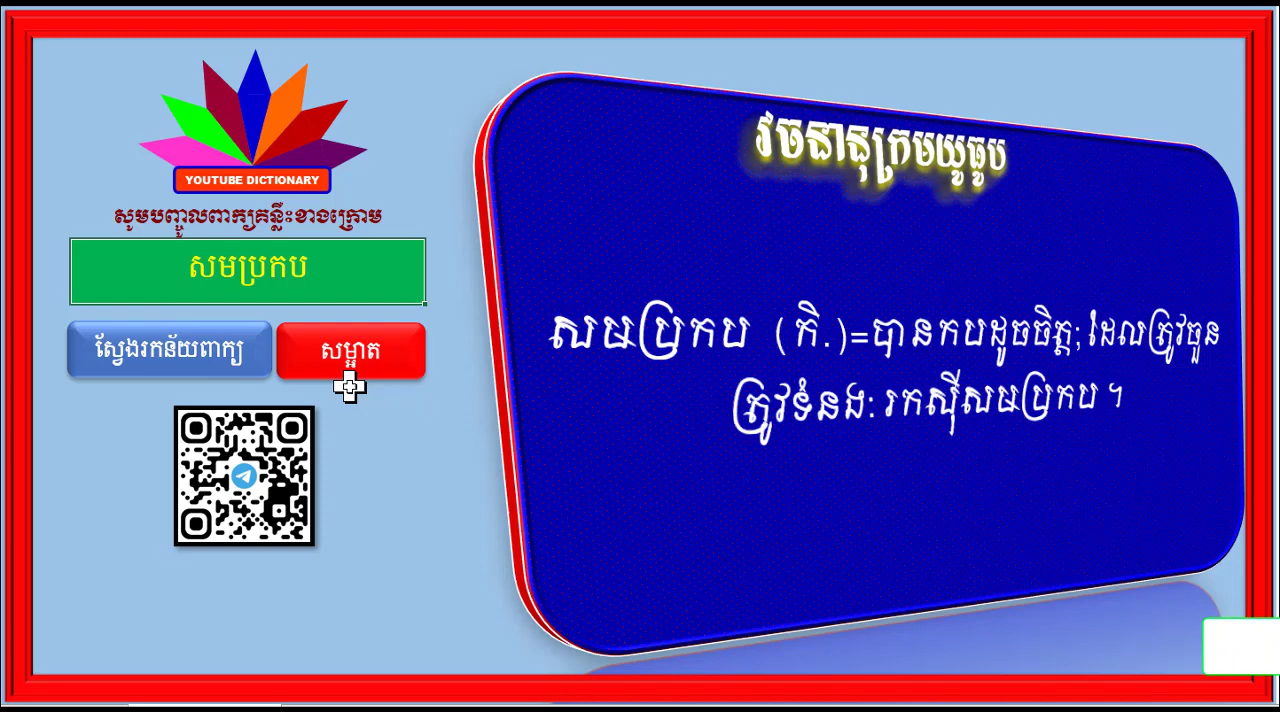 YOUTUBE DICTIONARY
សូមបញ្ចូលពាក្យគន្លឹះខាងក្រោម
សមប្រកប
ស្វែងរកន័យពាក្យ
សម្អាត
វចនានុក្រមយូធូប
សមប្រកប (កិ.)=បានកបដូចចិត្ត; ដែលត្រូវចួន
ត្រូវទំនង: រកស៊ីសមប្រកប ។